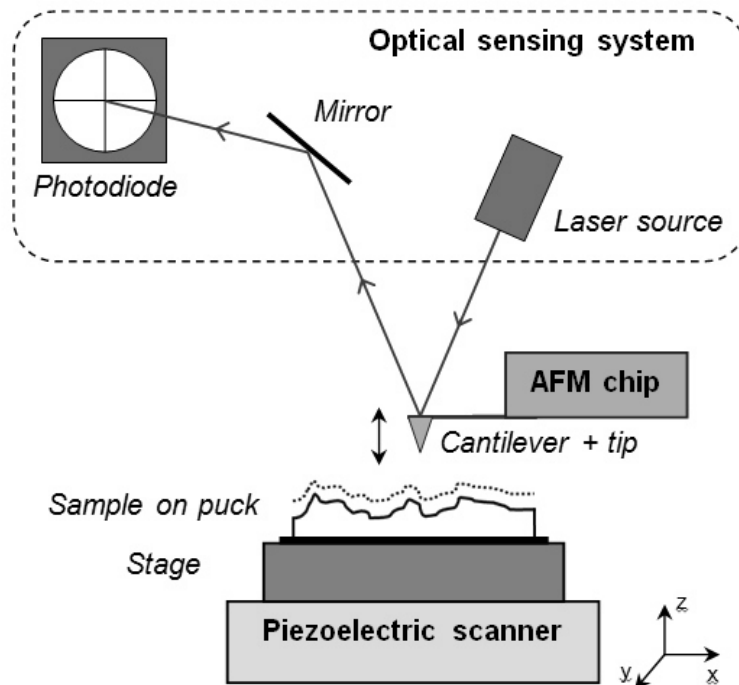 Optical sensing system
Mirror
Photodiode
Laser source
AFM chip
Cantilever + tip
Sample on puck
Stage
Piezoelectric scanner
z
y
x